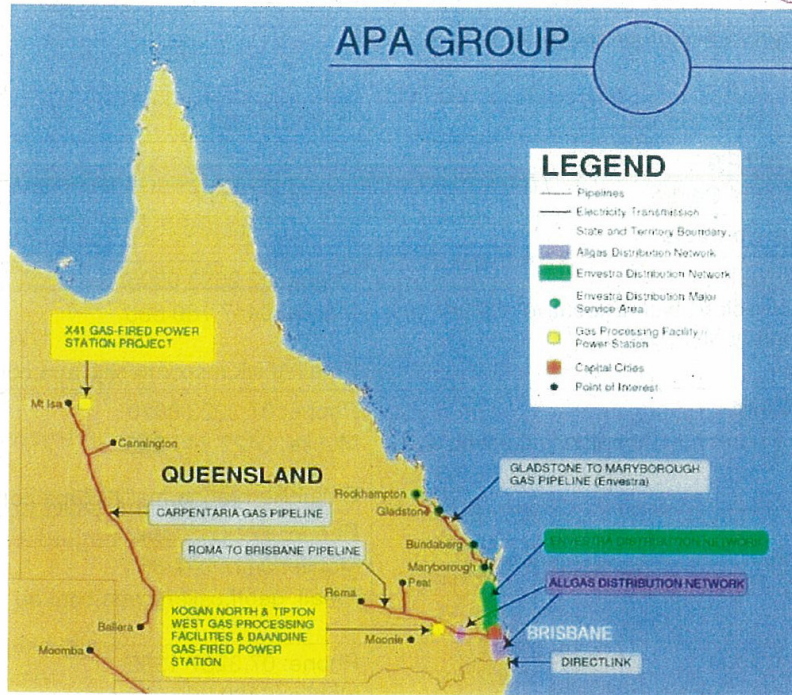 APA GROUP
LEGEND
Pipelines
Electricity Transmission
State and Territory Boundary
Allgas Distribution Network
Envestra Distribution Network
Envestra Distribution Major
Service Area
Gas Processing Facility /
Power Station
Capital Cities
Point of Interest
X41 GAS-FIRED POWER
STATION PROJECT
Mt Isa
Cannington
QUEENSLAND
GLADSTONE TO MARYBOROUGH
GAS PIPELINE (Envestra)
Rockhampton
Gladstone
CARPENTARIA GAS PIPELINE
Bundaberg
ENVESTRA DISTRIBUTION NETWORK
ROMA TO BRISBANE PIPELINE
Maryborough
Peat
ALLGAS DISTRIBUTION NETWORK
Roma
KOGAN NORTH & TIPTON
WEST GAS PROCESSING
FACILITIES & DAANDINE
GAS-FIRED POWER
STATION
Ballera
Moonie
BRISBANE
Moomba
DIRECTLINK